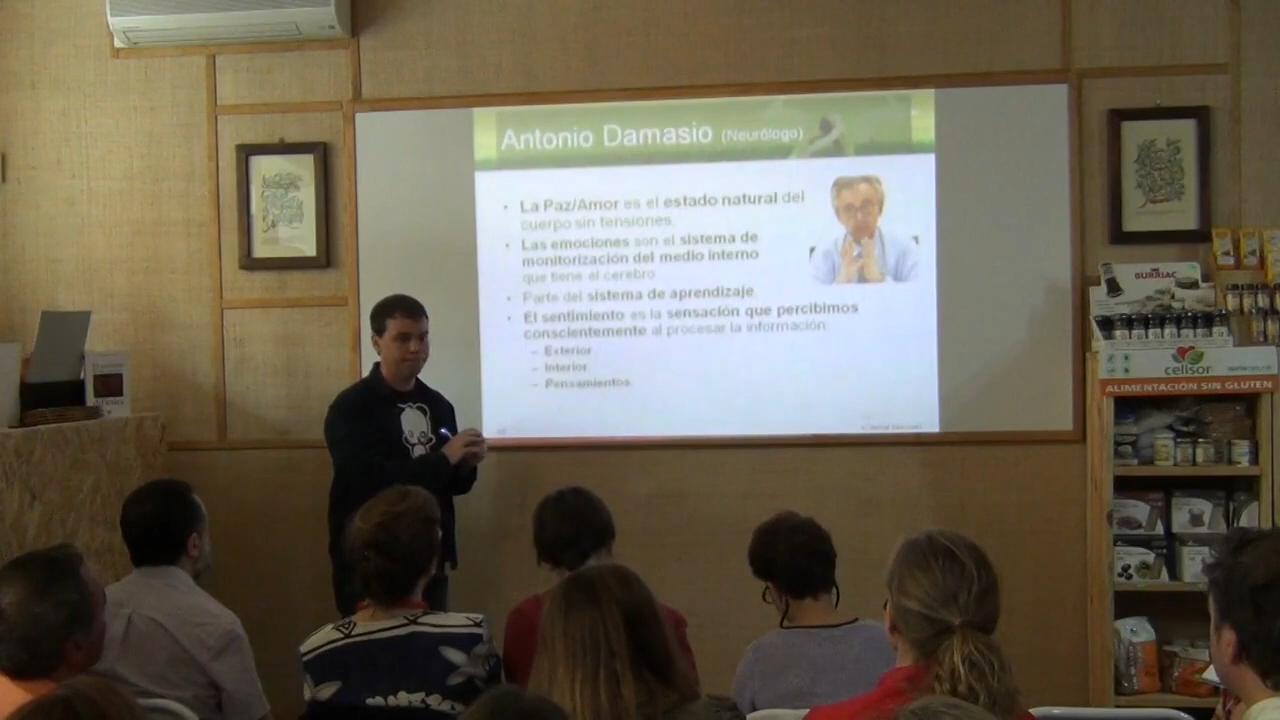 Antonio Damasio (Neurólogo)
• La Paz/Amor es el estado natural del
cuerpo sin tensiones.
• Las emociones son el sistema de
monitorización del medio interno
que tiene el cerebro
• Parte del sistema de aprendizaje
• El sentimiento es la sensación que percibimos
conscientemente al procesar la información:
– Exterior
– Interior
– Pensamientos
BURRIAC
celisor
ALIMENTACIÓN SIN GLUTEN